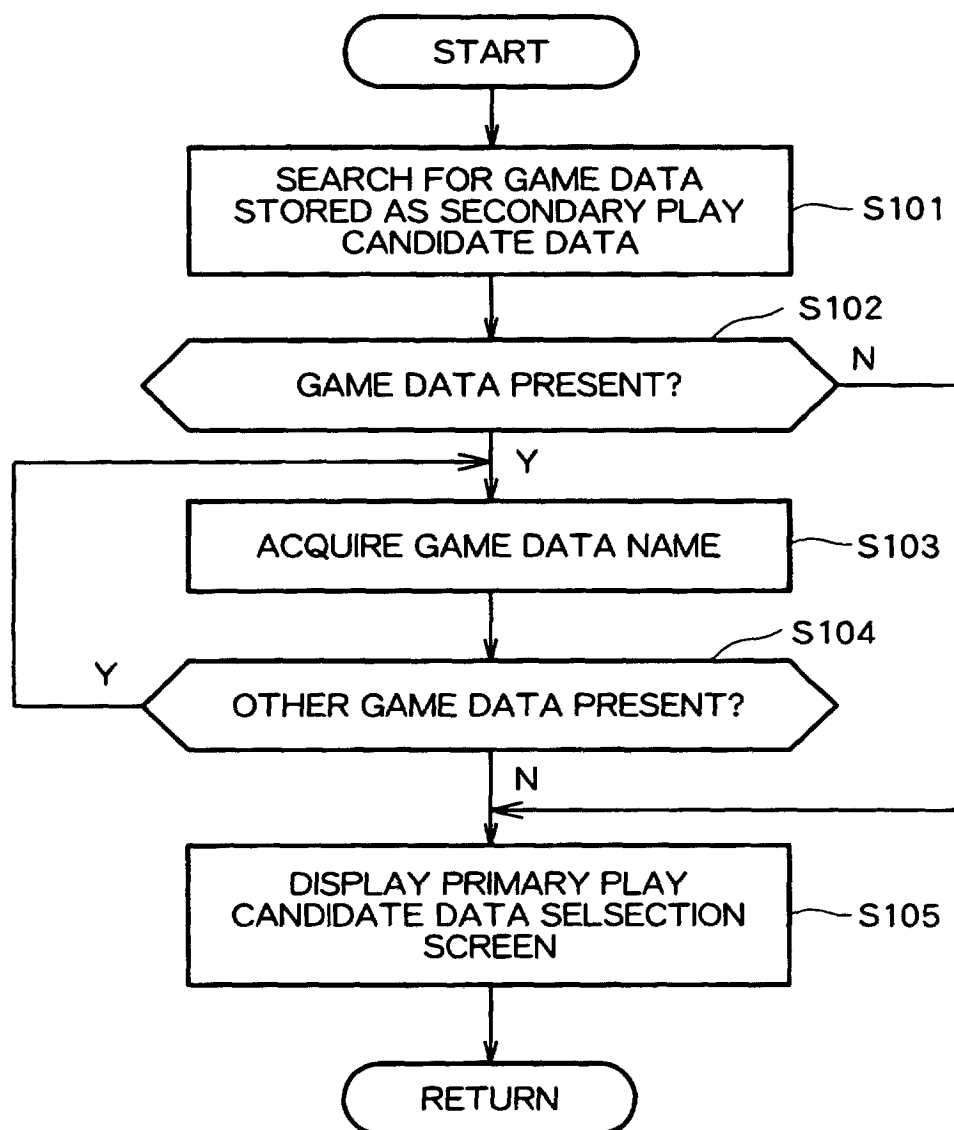 START
SEARCH FOR GAME DATA
STORED AS SECONDARY PLAY
CANDIDATE DATA
S101
S102
GAME DATA PRESENT?
N
Y
ACQUIRE GAME DATA NAME
S103
S104
Y
OTHER GAME DATA PRESENT?
N
DISPLAY PRIMARY PLAY
CANDIDATE DATA SELSECTION
SCREEN
S105
RETURN